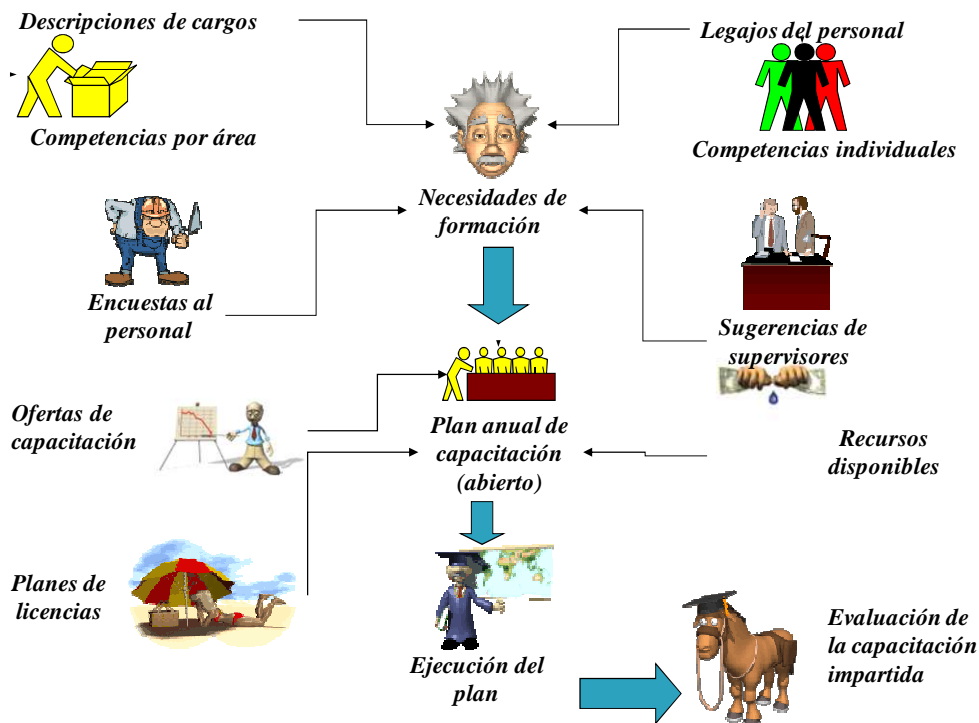 Descripciones de cargos
Legajos del personal
Competencias por área
Competencias individuales
Necesidades de
formación
Encuestas al
personal
Sugerencias de
supervisores
Ofertas de
capacitación
Plan anual de
capacitación
(abierto)
Recursos
disponibles
Planes de
licencias
Ejecución del
plan
Evaluación de
la capacitación
impartida